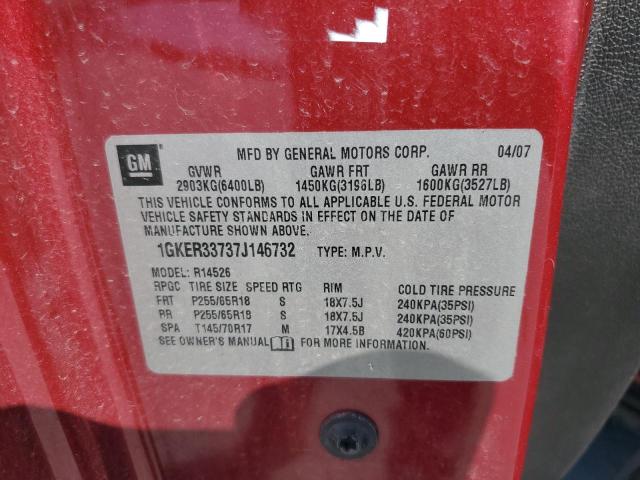 GM
MFD BY GENERAL MOTORS CORP. 04/07
GVWR GAWR FRT GAWR RR
2903KG(6400LB) 1450KG(3196LB) 1600KG(3527LB)
THIS VEHICLE CONFORMS TO ALL APPLICABLE U.S. FEDERAL MOTOR
VEHICLE SAFETY STANDARDS IN EFFECT ON THE DATE OF
MANUFACTURE SHOWN ABOVE.
1GKER33737J146732 TYPE: M.P.V.
MODEL: R14526
RPGC TIRE SIZE SPEED RTG RIM COLD TIRE PRESSURE
FRT P255/65R18 S 18X7.5J 240KPA(35PSI)
RR P255/65R18 S 18X7.5J 240KPA(35PSI)
SPA T145/70R17 M 17X4.5B 420KPA(60PSI)
SEE OWNER'S MANUAL FOR MORE INFORMATION.